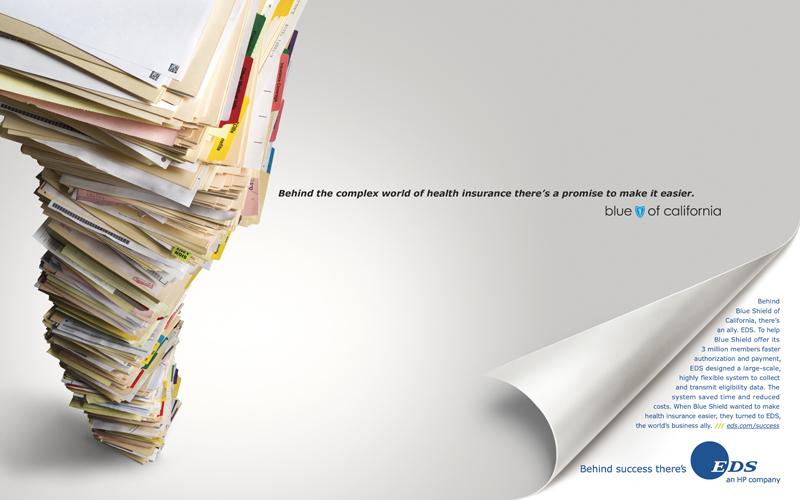 Behind the complex world of health insurance there's a promise to make it easier.
blue of california
Behind
Blue Shield of
California, there's
an ally. EDS. To help
Blue Shield offer its
3 million members faster
authorization and payment,
EDS designed a large-scale,
highly flexible system to collect
and transmit eligibility data. The
system saved time and reduced
costs. When Blue Shield wanted to make
health insurance easier, they turned to EDS,
the world's business ally. /// eds.com/success
Behind success there's EDS
an HP company